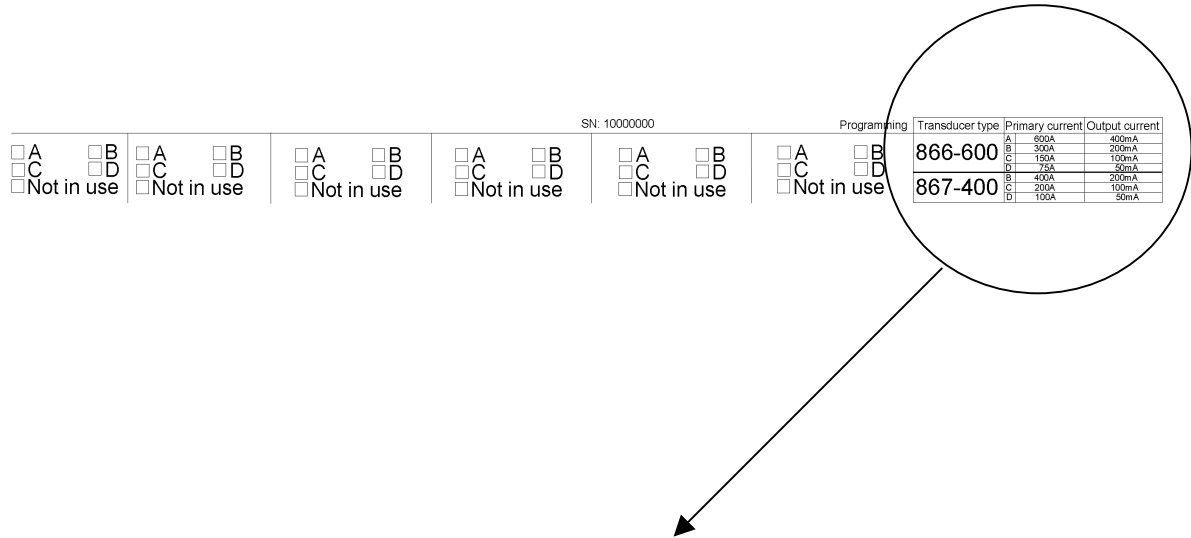 SN: 10000000
Programming Transducer type Primary current Output current
A B A B A B A B A B A B
C D C D C D C D C D C D
Not in use Not in use Not in use Not in use Not in use Not in use
866-600
A 600A 400mA
B 300A 200mA
C 150A 100mA
D 75A 50mA
867-400
B 400A 200mA
C 200A 100mA
D 100A 50mA